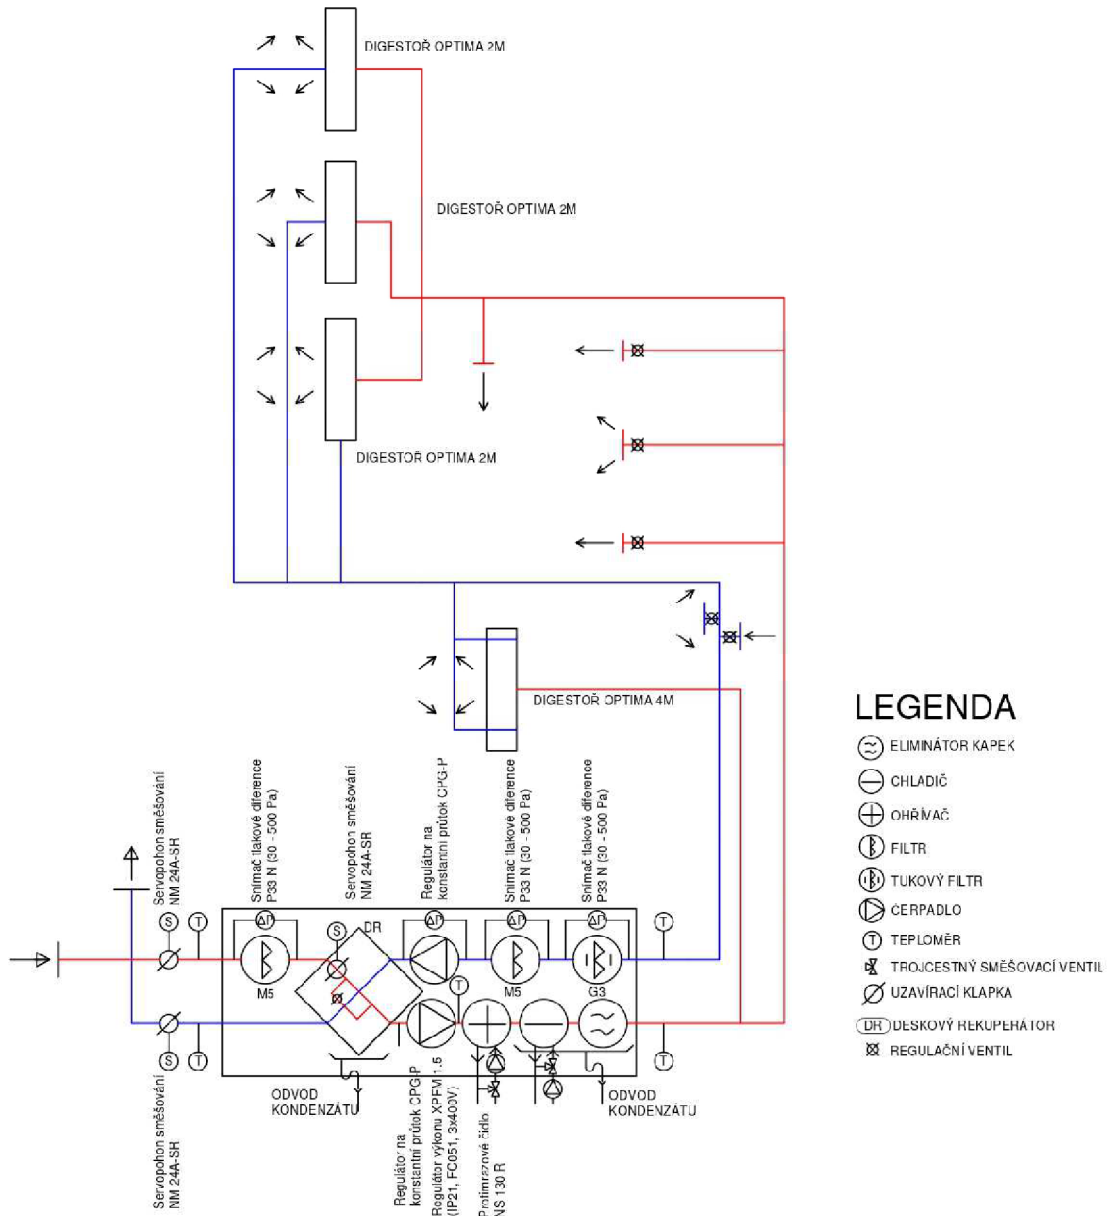 DIGESTOŘ OPTIMA 2M
DIGESTOŘ OPTIMA 2M
DIGESTOŘ OPTIMA 2M
DIGESTOŘ OPTIMA 4M
LEGENDA
ELIMINÁTOR KAPEK
CHLADIČ
OHŘÍVAČ
FILTR
TUKOVÝ FILTR
ČERPADLO
T TEPLOMĚR
TROJCESTNÝ SMĚŠOVACÍ VENTIL
UZAVÍRACÍ KLAPKA
DR DESKOVÝ REKUPERÁTOR
REGULAČNÍ VENTIL
Servopohon směšování
NM 24A-SR
Snímač tlakové diference
P33 N (30 - 500 Pa)
Servopohon směšování
NM 24A-SR
Regulátor na
konstantní průtok CPG-P
Snímač tlakové diference
P33 N (30 - 500 Pa)
Snímač tlakové diference
P33 N (30 - 500 Pa)
S
T
ΔP
S
DR
ΔP
ΔP
ΔP
T
M5
M5
G3
T
S
T
T
ODVOD
KONDENZÁTU
ODVOD
KONDENZÁTU
Servopohon směšování
NM 24A-SR
Regulátor na
konstantní průtok CPG-P
Regulátor výkonu XPFM 1.5
(IP21, FC051, 3x400V)
Protimrazové čidlo
NS 130 R